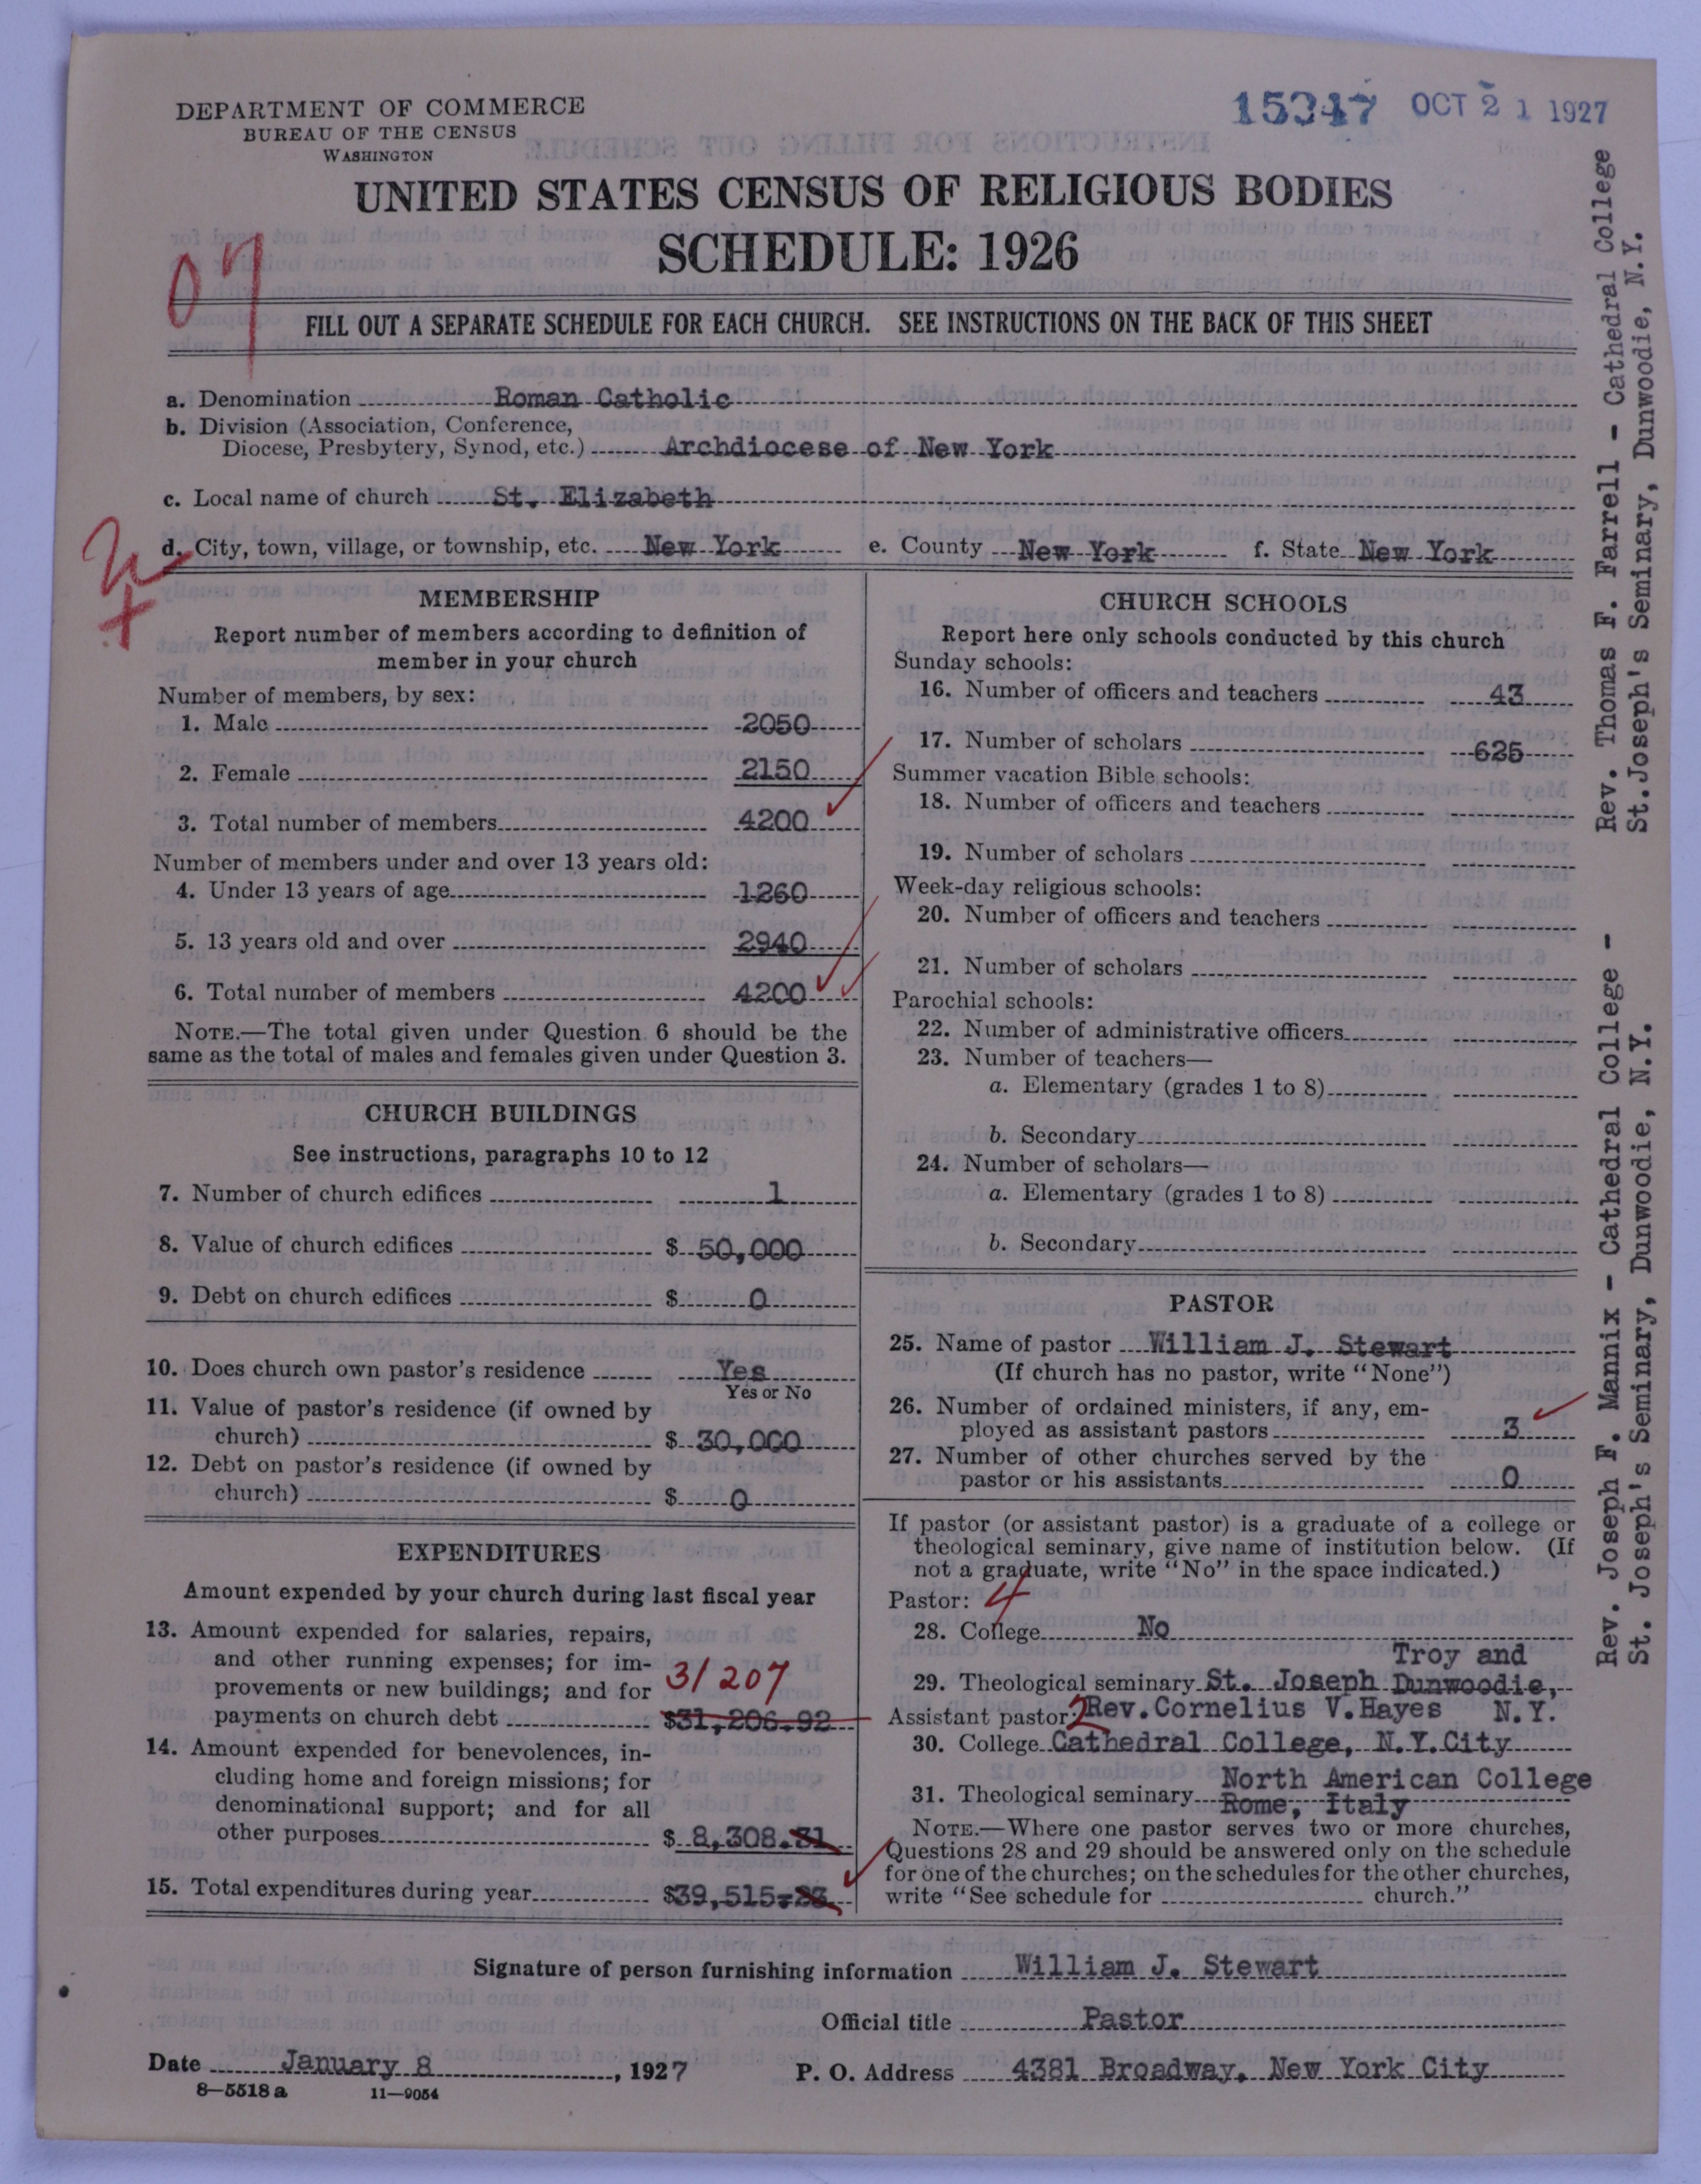 DEPARTMENT OF COMMERCE
BUREAU OF THE CENSUS
WASHINGTON
15347 OCT 21 1927
UNITED STATES CENSUS OF RELIGIOUS BODIES
SCHEDULE: 1926
07
FILL OUT A SEPARATE SCHEDULE FOR EACH CHURCH. SEE INSTRUCTIONS ON THE BACK OF THIS SHEET
a. Denomination Roman Catholic
b. Division (Association, Conference,
Diocese, Presbytery, Synod, etc.) Archdiocese of New York
c. Local name of church St. Elizabeth
d. City, town, village, or township, etc. New York e. County New York f. State New York
MEMBERSHIP
Report number of members according to definition of
member in your church
Number of members, by sex:
1. Male 2050
2. Female 2150
3. Total number of members 4200
Number of members under and over 13 years old:
4. Under 13 years of age 1260
5. 13 years old and over 2940
6. Total number of members 4200
NOTE.—The total given under Question 6 should be the
same as the total of males and females given under Question 3.
CHURCH BUILDINGS
See instructions, paragraphs 10 to 12
7. Number of church edifices 1
8. Value of church edifices $ 50,000
9. Debt on church edifices $ 0
10. Does church own pastor's residence Yes
Yes or No
11. Value of pastor's residence (if owned by
church) $ 30,000
12. Debt on pastor's residence (if owned by
church) $ 0
EXPENDITURES
Amount expended by your church during last fiscal year
13. Amount expended for salaries, repairs,
and other running expenses; for im-
provements or new buildings; and for 31207
payments on church debt $31,206.92
14. Amount expended for benevolences, in-
cluding home and foreign missions; for
denominational support; and for all
other purposes $ 8,308.31
15. Total expenditures during year $39,515.23
CHURCH SCHOOLS
Report here only schools conducted by this church
Sunday schools:
16. Number of officers and teachers 43
17. Number of scholars 625
Summer vacation Bible schools:
18. Number of officers and teachers
19. Number of scholars
Week-day religious schools:
20. Number of officers and teachers
21. Number of scholars
Parochial schools:
22. Number of administrative officers
23. Number of teachers—
a. Elementary (grades 1 to 8)
b. Secondary
24. Number of scholars—
a. Elementary (grades 1 to 8)
b. Secondary
PASTOR
25. Name of pastor William J. Stewart
(If church has no pastor, write "None")
26. Number of ordained ministers, if any, em-
ployed as assistant pastors 3
27. Number of other churches served by the
pastor or his assistants 0
If pastor (or assistant pastor) is a graduate of a college or
theological seminary, give name of institution below. (If
not a graduate, write "No" in the space indicated.)
Pastor: 4
28. College No
Troy and
29. Theological seminary St. Joseph Dunwoodie,
Assistant pastor: 2 Rev. Cornelius V. Hayes N.Y.
30. College Cathedral College, N.Y.City
North American College
31. Theological seminary Rome, Italy
NOTE.—Where one pastor serves two or more churches,
Questions 28 and 29 should be answered only on the schedule
for one of the churches; on the schedules for the other churches,
write "See schedule for church."
Signature of person furnishing information William J. Stewart
Official title Pastor
Date January 8, 1927 P. O. Address 4381 Broadway, New York City
8—5518 a 11—9054
Rev. Thomas F. Farrell - Cathedral College
St.Joseph's Seminary, Dunwoodie, N.Y.
Rev. Joseph F. Mannix - Cathedral College -
St. Joseph's Seminary, Dunwoodie, N.Y.